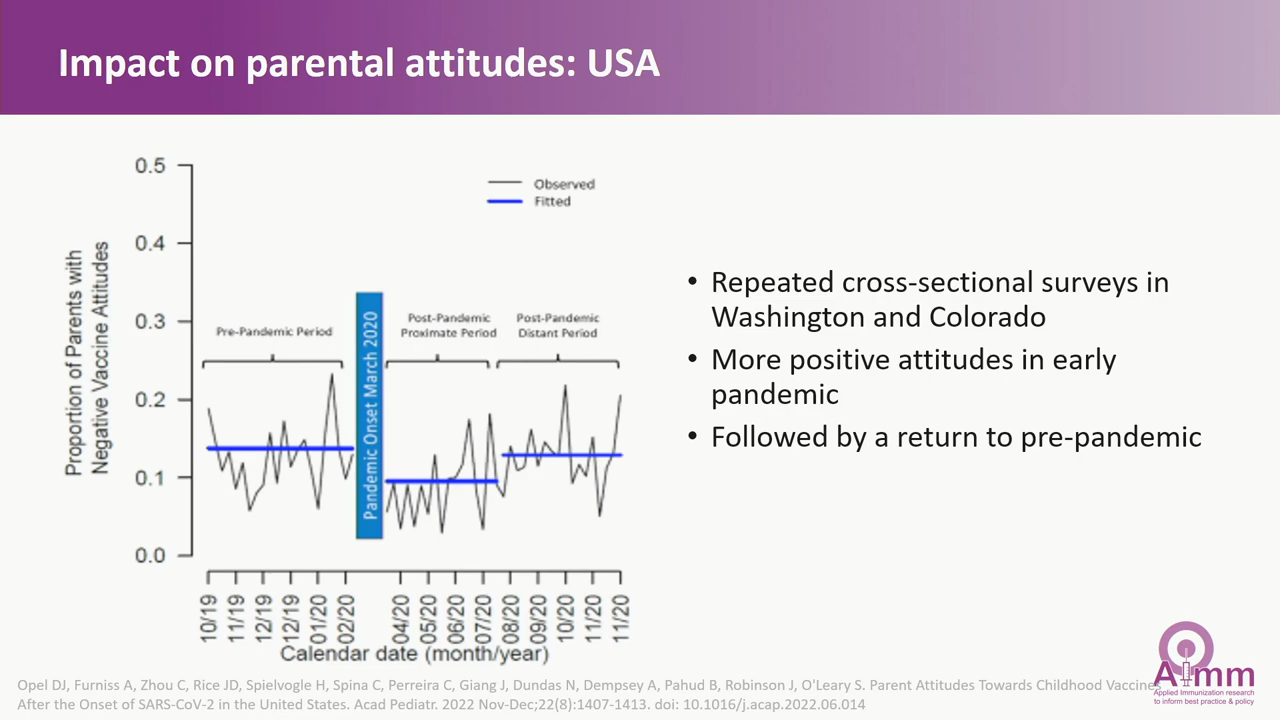 Impact on parental attitudes: USA
0.5
0.4
0.3
0.2
0.1
0.0
Proportion of Parents with
Negative Vaccine Attitudes
Observed
Fitted
Pre-Pandemic Period
Pandemic Onset March 2020
Post-Pandemic
Proximate Period
Post-Pandemic
Distant Period
10/19
11/19
12/19
12/19
01/20
02/20
04/20
05/20
06/20
07/20
08/20
09/20
10/20
11/20
11/20
Calendar date (month/year)
• Repeated cross-sectional surveys in
Washington and Colorado
• More positive attitudes in early
pandemic
• Followed by a return to pre-pandemic
Opel DJ, Furniss A, Zhou C, Rice JD, Spielvogle H, Spina C, Perreira C, Giang J, Dundas N, Dempsey A, Pahud B, Robinson J, O'Leary S. Parent Attitudes Towards Childhood Vaccines
After the Onset of SARS-CoV-2 in the United States. Acad Pediatr. 2022 Nov-Dec;22(8):1407-1413. doi: 10.1016/j.acap.2022.06.014
AImm
Applied Immunization research
to inform best practice & policy